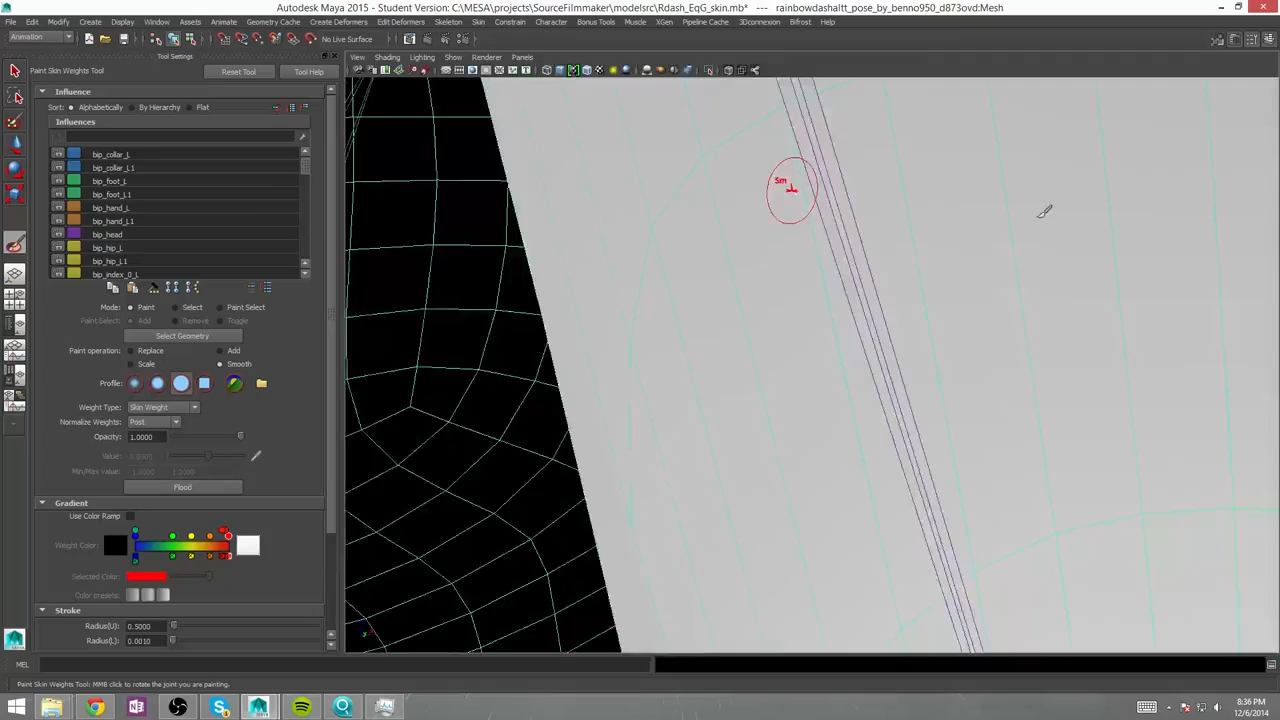 Autodesk Maya 2015 - Student Version: C:\MESA\projects\SourceFilmmaker\modelsrc\Rdash_EqG_skin.mb* --- rainbowdashaltt_pose_by_benno950_d873ovd:Mesh
File Edit Modify Create Display Window Assets Animate Geometry Cache Create Deformers Edit Deformers Skeleton Skin Constrain Character Bonus Tools Muscle XGen Pipeline Cache 3Dconnexion Bifrost Help
Animation
No Live Surface
Tool Settings
View Shading Lighting Show Renderer Panels
Paint Skin Weights Tool
Reset Tool
Tool Help
Influence
Sort: Alphabetically By Hierarchy Flat
Influences
bip_collar_L
bip_collar_L1
bip_foot_L
bip_foot_L1
bip_hand_L
bip_hand_L1
bip_head
bip_hip_L
bip_hip_L1
bip_index_0_L
Mode: Paint Select Paint Select
Paint Select: Add Remove Toggle
Select Geometry
Paint operation: Replace Add
Scale Smooth
Profile:
Weight Type: Skin Weight
Normalize Weights: Post
Opacity: 1.0000
Value:
Min/Max value:
Flood
Gradient
Use Color Ramp
Weight Color:
Selected Color:
Color presets:
Stroke
Radius(U): 0.5000
Radius(L): 0.0010
Sm
MEL
Paint Skin Weights Tool: MMB click to rotate the joint you are painting.
8:36 PM
12/6/2014